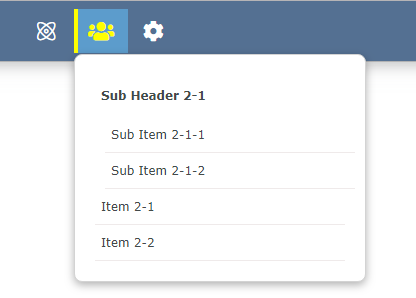 Sub Header 2-1
Sub Item 2-1-1
Sub Item 2-1-2
Item 2-1
Item 2-2